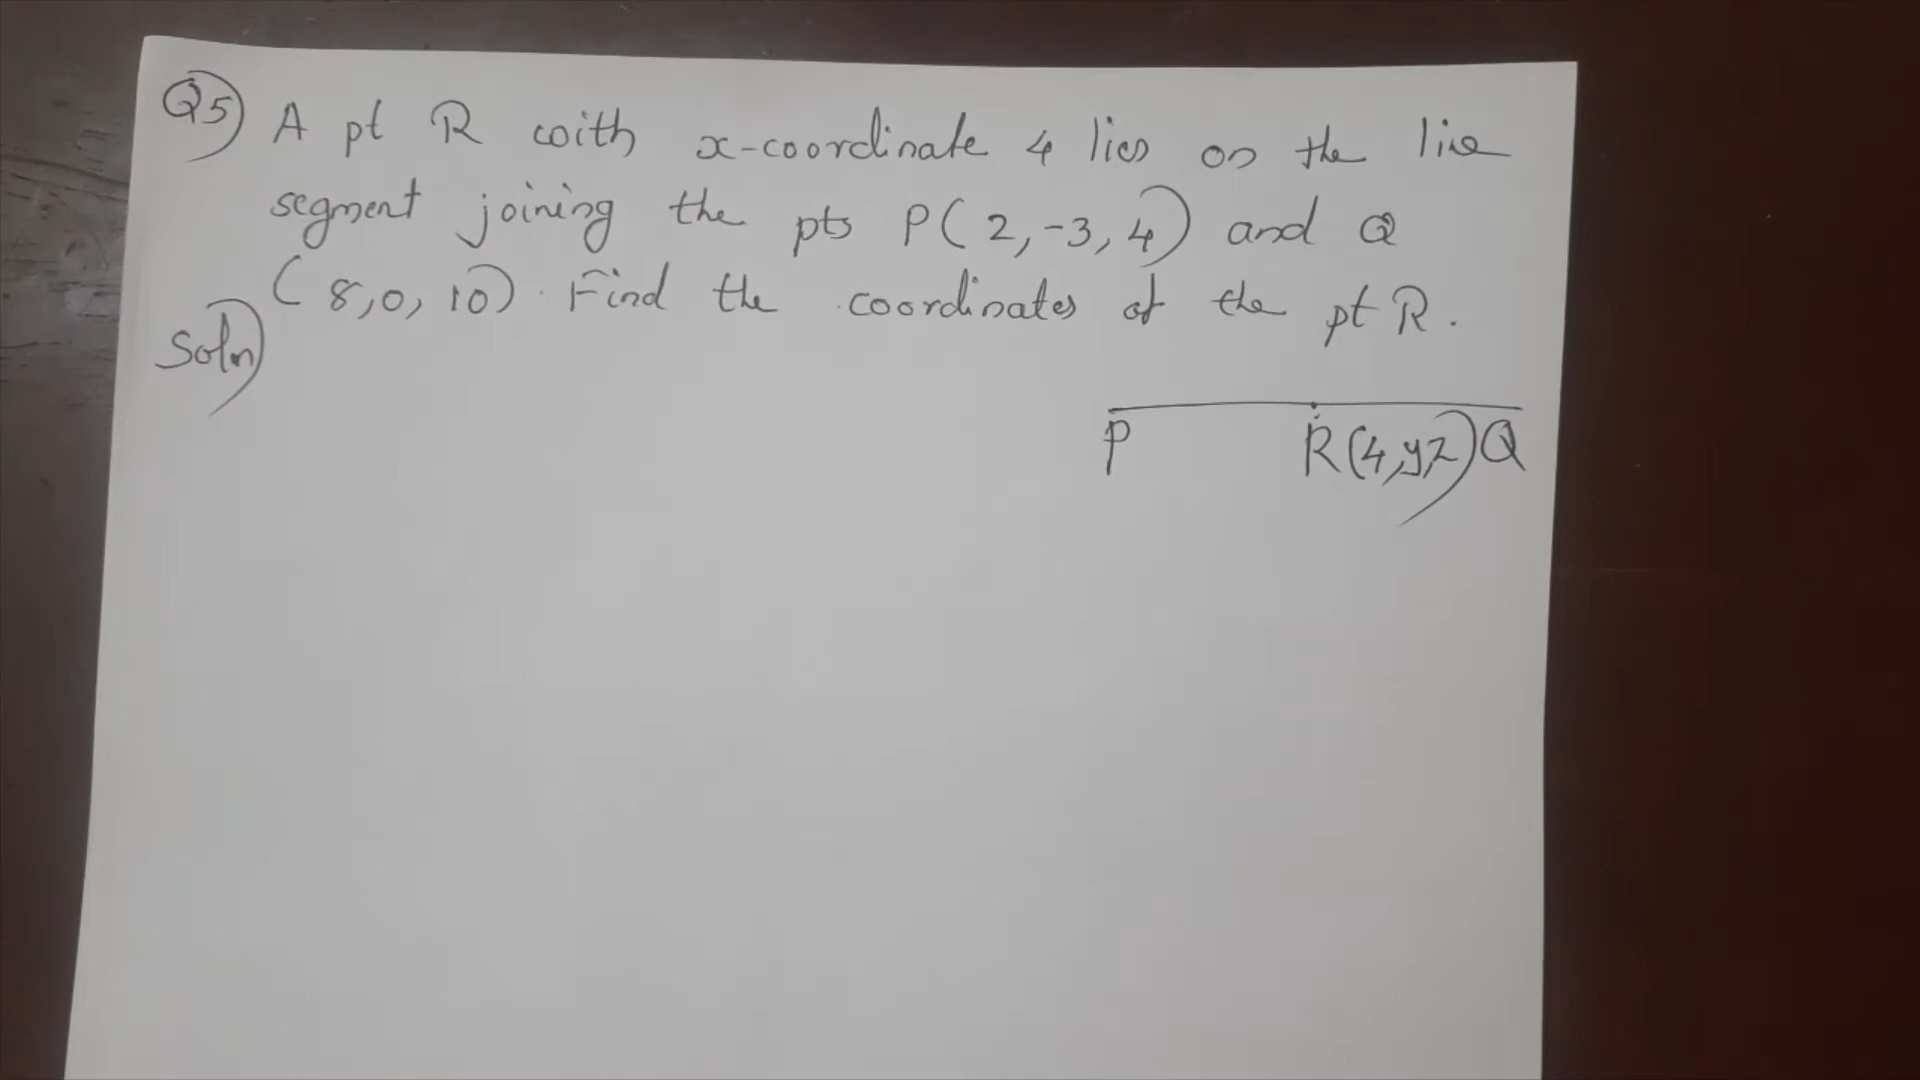 Q5) A pt R with x-coordinate 4 lies on the line
segment joining the pts P(2,-3,4) and Q
(8,0,10). Find the coordinates of the pt R.
Soln)
P R(4,y,z) Q